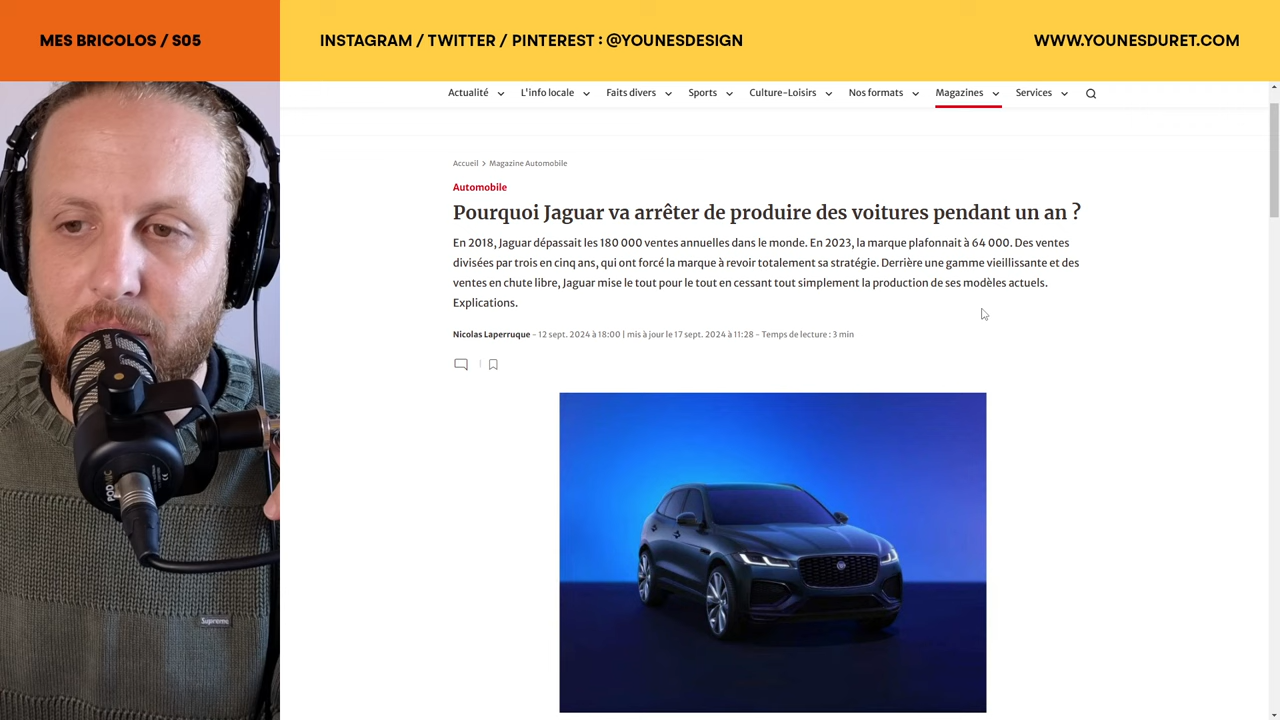 MES BRICOLOS / S05
INSTAGRAM / TWITTER / PINTEREST : @YOUNESDESIGN
WWW.YOUNESDURET.COM
Actualité L'info locale Faits divers Sports Culture-Loisirs Nos formats Magazines Services
Accueil > Magazine Automobile
Automobile
Pourquoi Jaguar va arrêter de produire des voitures pendant un an ?
En 2018, Jaguar dépassait les 180 000 ventes annuelles dans le monde. En 2023, la marque plafonnait à 64 000. Des ventes
divisées par trois en cinq ans, qui ont forcé la marque à revoir totalement sa stratégie. Derrière une gamme vieillissante et des
ventes en chute libre, Jaguar mise le tout pour le tout en cessant tout simplement la production de ses modèles actuels.
Explications.
Nicolas Laperruque - 12 sept. 2024 à 18:00 | mis à jour le 17 sept. 2024 à 11:28 - Temps de lecture : 3 min
RØDE
Supreme